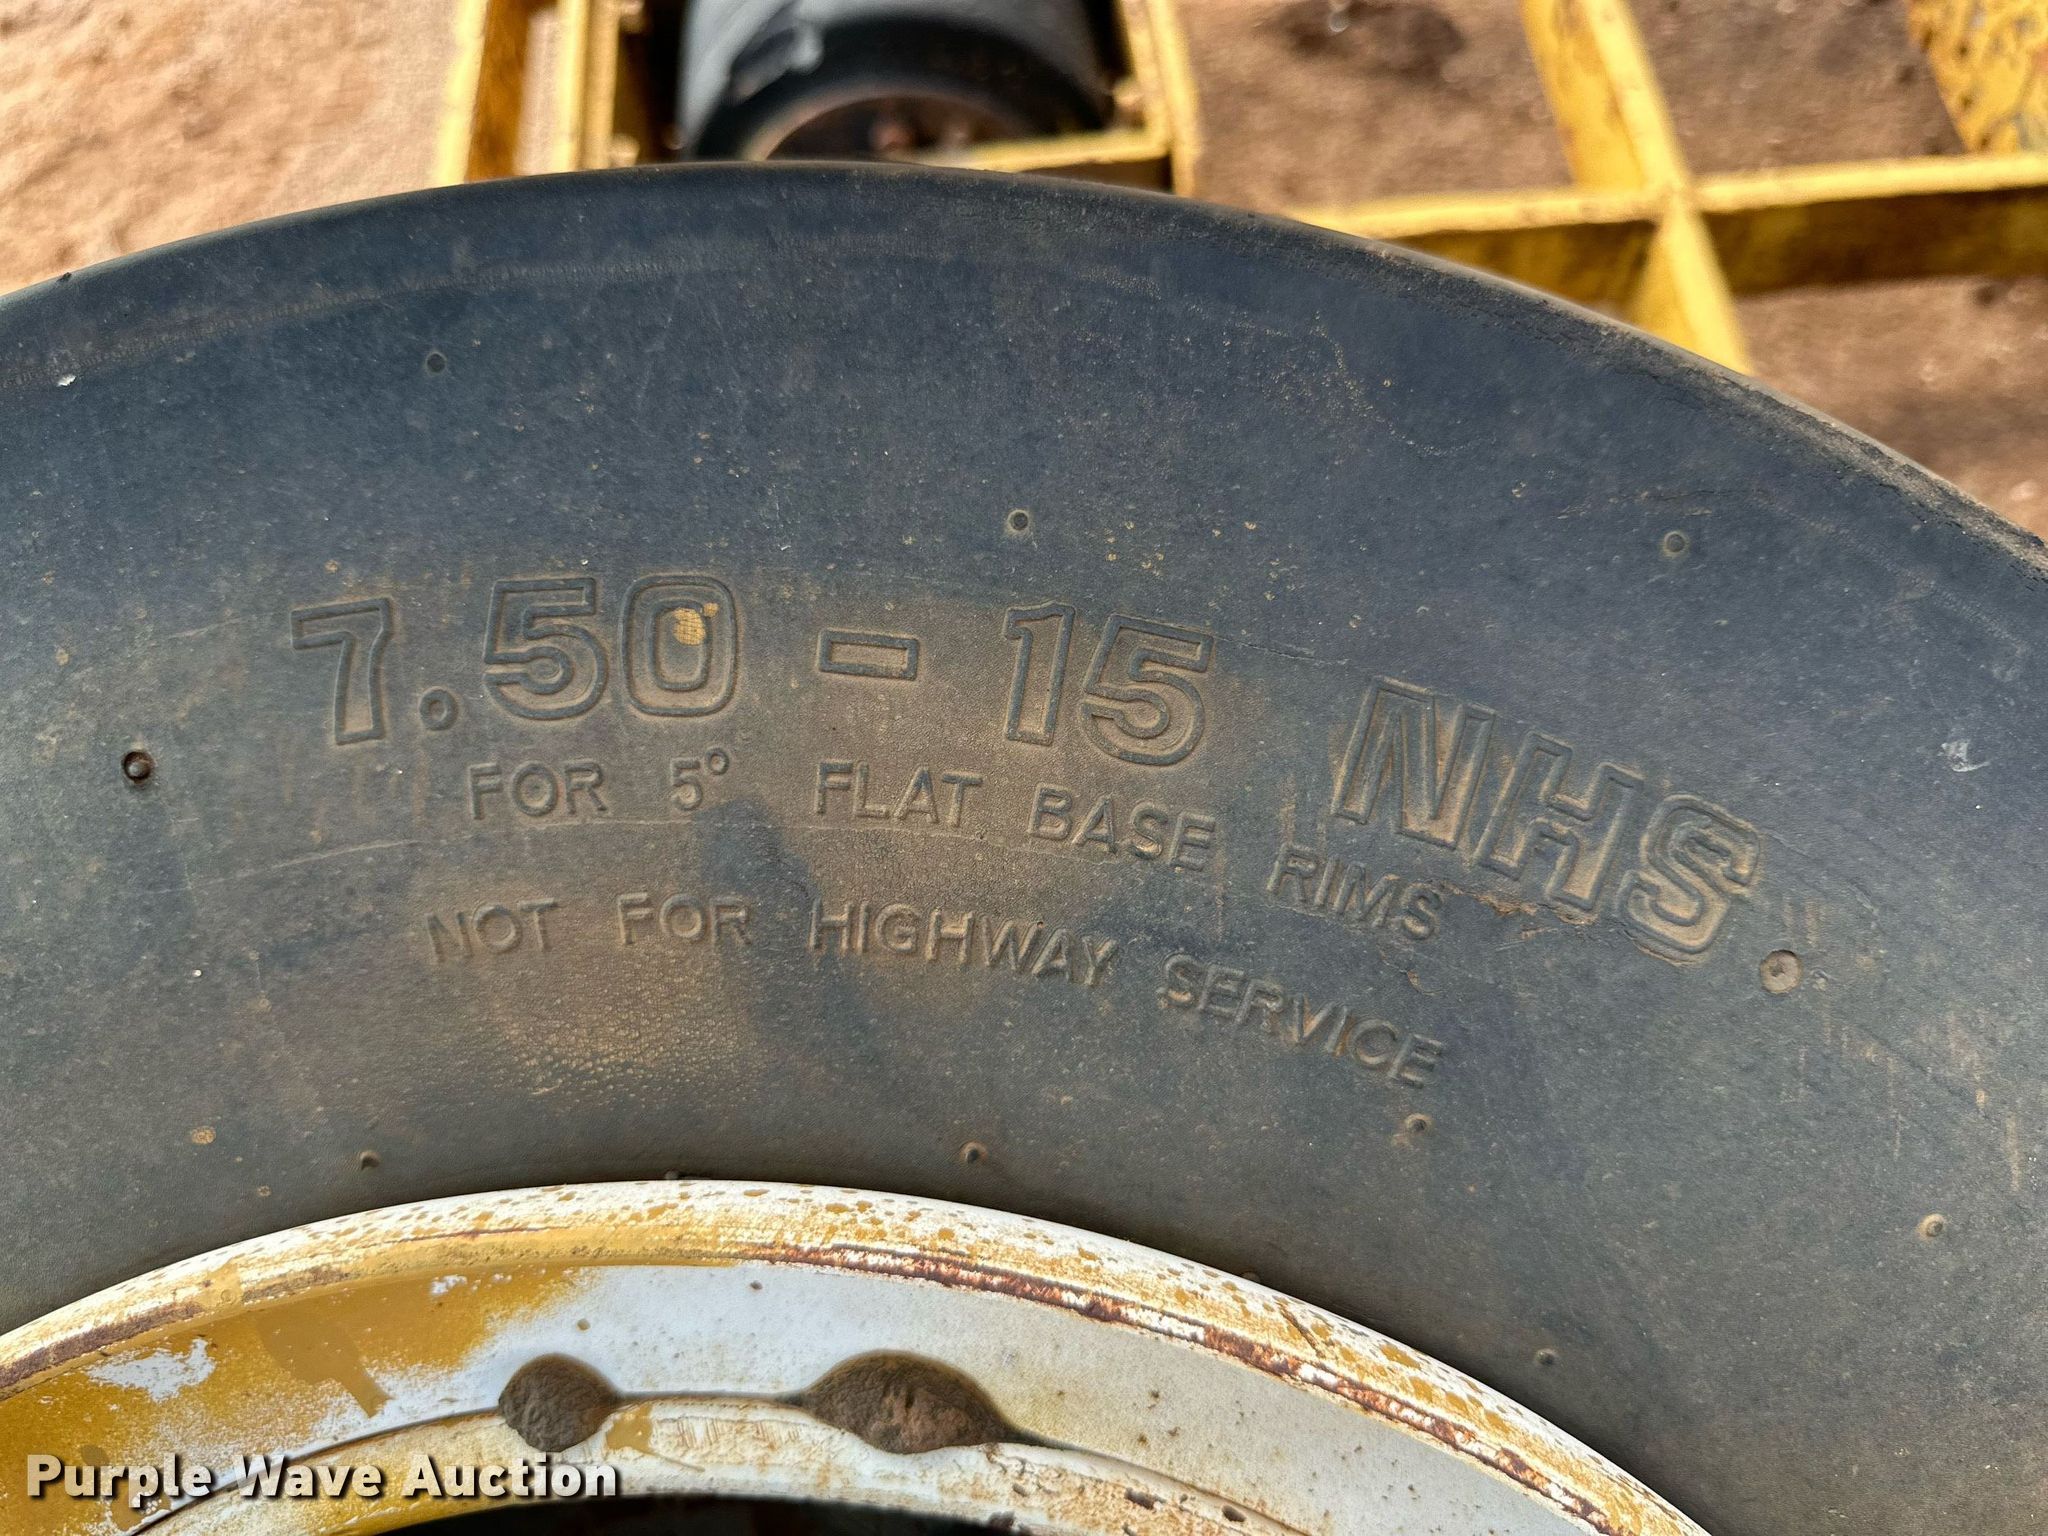 7.50 - 15 NHS
FOR 5° FLAT BASE RIMS
NOT FOR HIGHWAY SERVICE
Purple Wave Auction